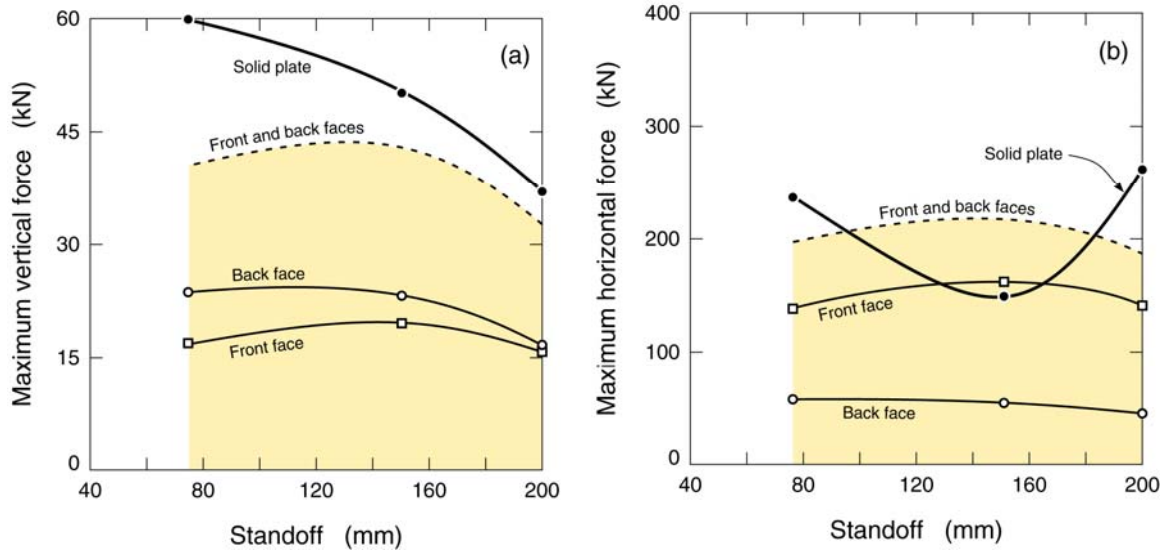 60
45
30
15
0
40
80
120
160
200
Maximum vertical force (kN)
Standoff (mm)
(a)
Solid plate
Front and back faces
Back face
Front face
400
300
200
100
0
40
80
120
160
200
Maximum horizontal force (kN)
Standoff (mm)
(b)
Solid plate
Front and back faces
Front face
Back face